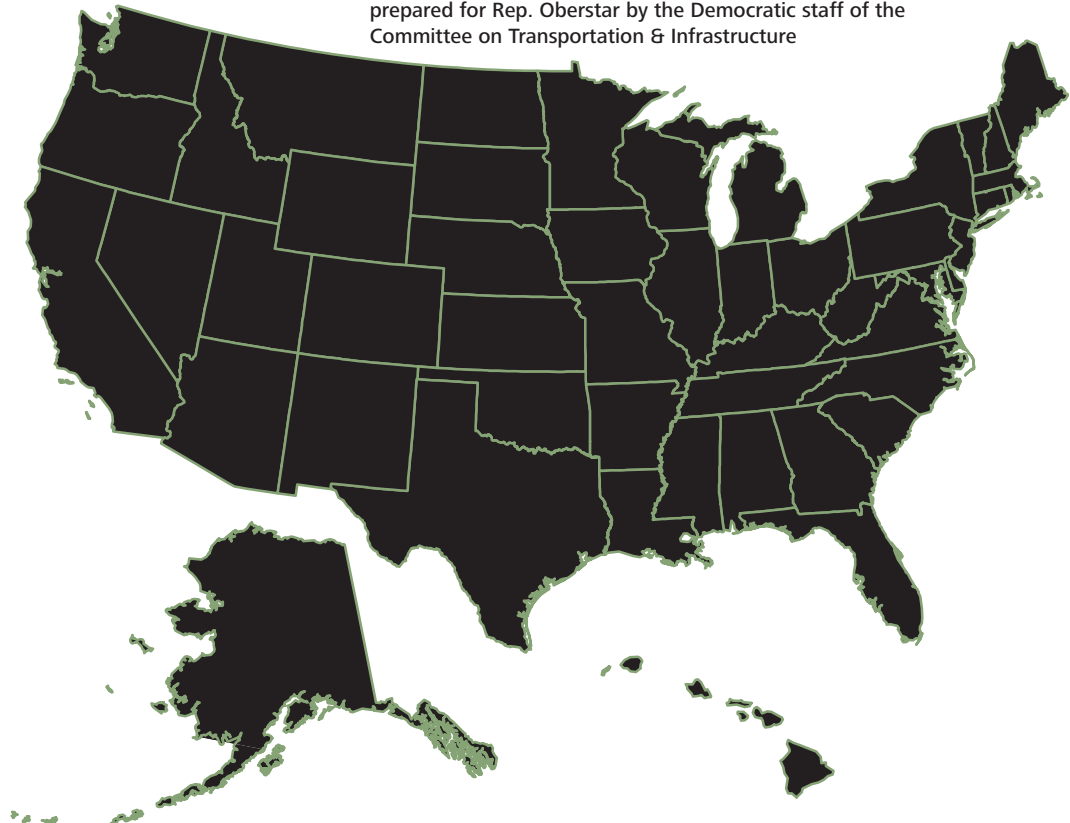 prepared for Rep. Oberstar by the Democratic staff of the
Committee on Transportation & Infrastructure